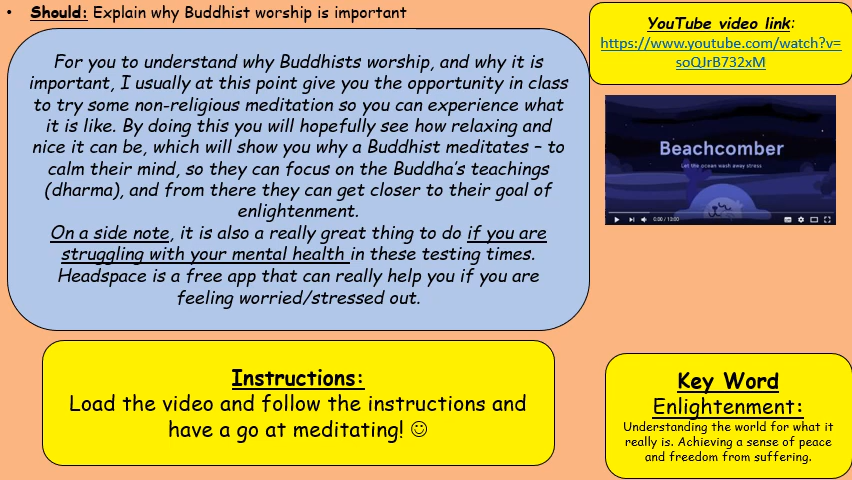 • Should: Explain why Buddhist worship is important
For you to understand why Buddhists worship, and why it is
important, I usually at this point give you the opportunity in class
to try some non-religious meditation so you can experience what
it is like. By doing this you will hopefully see how relaxing and
nice it can be, which will show you why a Buddhist meditates – to
calm their mind, so they can focus on the Buddha's teachings
(dharma), and from there they can get closer to their goal of
enlightenment.
On a side note, it is also a really great thing to do if you are
struggling with your mental health in these testing times.
Headspace is a free app that can really help you if you are
feeling worried/stressed out.
YouTube video link:
https://www.youtube.com/watch?v=
soQJrB732xM
Beachcomber
Let the ocean wash away stress
0:00 / 13:00
Instructions:
Load the video and follow the instructions and
have a go at meditating! ☺
Key Word
Enlightenment:
Understanding the world for what it
really is. Achieving a sense of peace
and freedom from suffering.